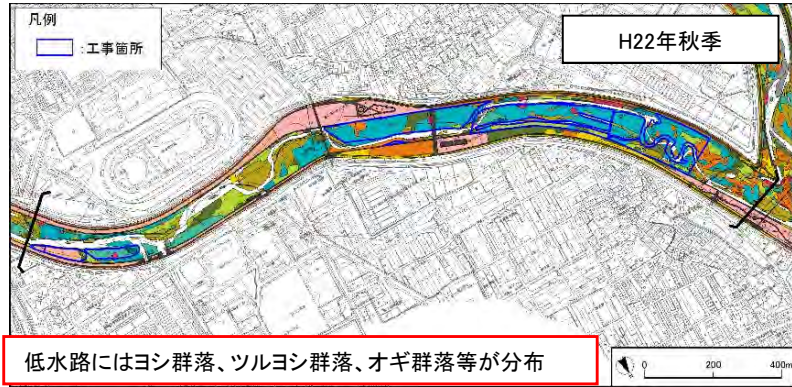 凡例
:工事箇所
H22年秋季
低水路にはヨシ群落、ツルヨシ群落、オギ群落等が分布
0 200 400m